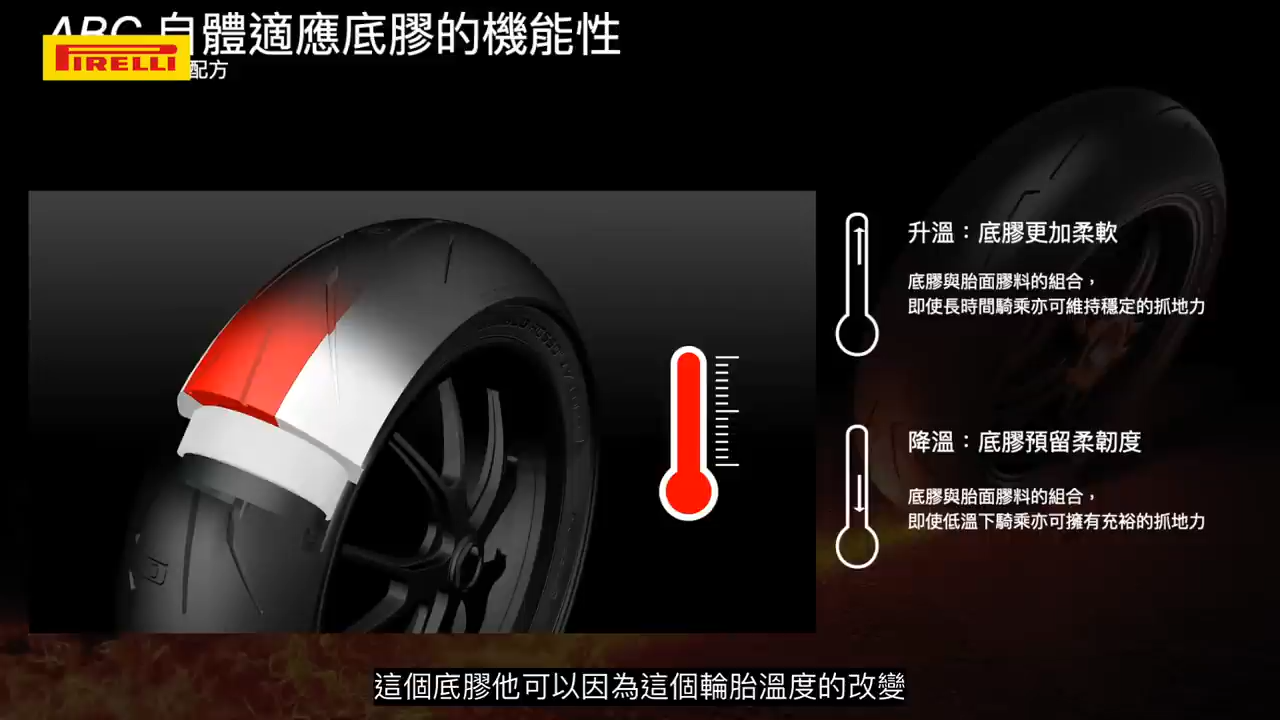 ABC 自體適應底膠的機能性
PIRELLI
配方
升溫：底膠更加柔軟
底膠與胎面膠料的組合，
即使長時間騎乘亦可維持穩定的抓地力
降溫：底膠預留柔韌度
底膠與胎面膠料的組合，
即使低溫下騎乘亦可擁有充裕的抓地力
這個底膠他可以因為這個輪胎溫度的改變